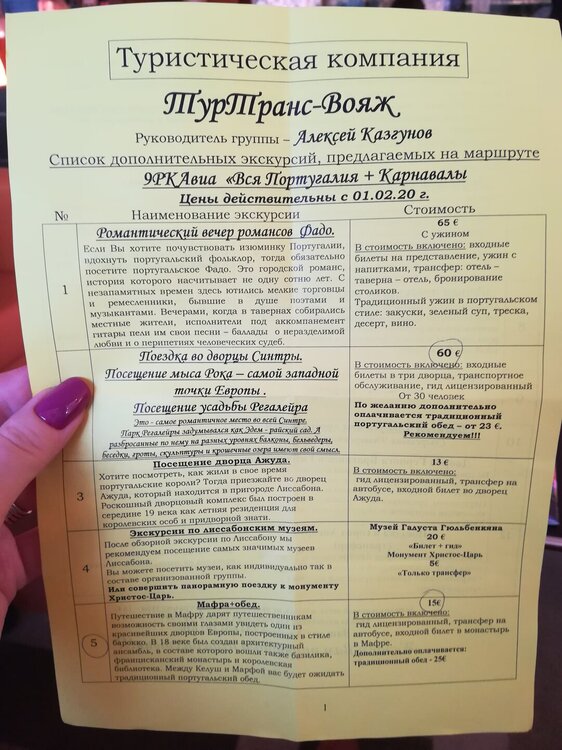 Туристическая компания
ТурТранс-Вояж
Руководитель группы – Алексей Казгунов
Список дополнительных экскурсий, предлагаемых на маршруте
9РКАвиа «Вся Португалия + Карнавалы
Цены действительны с 01.02.20 г.
№ Наименование экскурсии Стоимость
1
Романтический вечер романсов Фадо.
Если Вы хотите почувствовать изюминку Португалии,
вдохнуть португальский фольклор, тогда обязательно
посетите португальское Фадо. Это городской романс,
история которого насчитывает не одну сотню лет. С
незапамятных времен здесь ютились мелкие торговцы
и ремесленники, бывшие в душе поэтами и
музыкантами. Вечерами, когда в тавернах собирались
местные жители, исполнители под аккомпанемент
гитары пели им свои песни – баллады о неразделимой
любви и о перипетиях человеческих судеб.
65 €
С ужином
В стоимость включено: входные
билеты на представление, ужин с
напитками, трансфер: отель –
таверна – отель, бронирование
столиков.
Традиционный ужин в португальском
стиле: закуски, зеленый суп, треска,
десерт, вино.
Поездка во дворцы Синтры.
Посещение мыса Рока – самой западной
точки Европы .
Посещение усадьбы Регалейра
Это - самое романтичное место во всей Синтре.
Парк Регалейры задумывался как Эдем - райский сад. А
разбросанные по нему на разных уровнях балконы, бельведеры,
беседки, гроты, скульптуры и крошечные озера имеют свой смысл.
60 €
В стоимость включено: входные
билеты в три дворца, транспортное
обслуживание, гид лицензированный
От 30 человек
По желанию дополнительно
оплачивается традиционный
португальский обед – от 23 €.
Рекомендуем!!!
3
Посещение дворца Ажуда.
Хотите посмотреть, как жили в свое время
португальские короли? Тогда приезжайте во дворец
Ажуда, который находится в пригороде Лиссабона.
Роскошный дворцовый комплекс был построен в
середине 19 века как летняя резиденция для
королевских особ и придворной знати.
13 €
В стоимость включено:
гид лицензированный, трансфер на
автобусе, входной билет во дворец
Ажуда.
4
Экскурсии по лиссабонским музеям.
После обзорной экскурсии по Лиссабону мы
рекомендуем посещение самых значимых музеев
Лиссабона.
Вы можете посетить музеи, как индивидуально так в
составе организованной группы.
Или совершить панорамную поездку к монументу
Христос-Царь.
Музей Галуста Гюльбенкяна
20 €
«Билет + гид»
Монумент Христос-Царь
5€
«Только трансфер»
5
Мафра+обед.
Путешествие в Мафру дарят путешественникам
возможность своими глазами увидеть один из
красивейших дворцов Европы, построенных в стиле
барокко. В 18 веке был создан архитектурный
ансамбль, в составе которого вошли также базилика,
францисканский монастырь и королевская
библиотека. Между Келуш и Марфой вас будет ожидать
традиционный португальский обед.
15€
В стоимость включено:
гид лицензированный, трансфер на
автобусе, входной билет в монастырь
в Мафре.
Дополнительно оплачивается:
традиционный обед - 25€
1